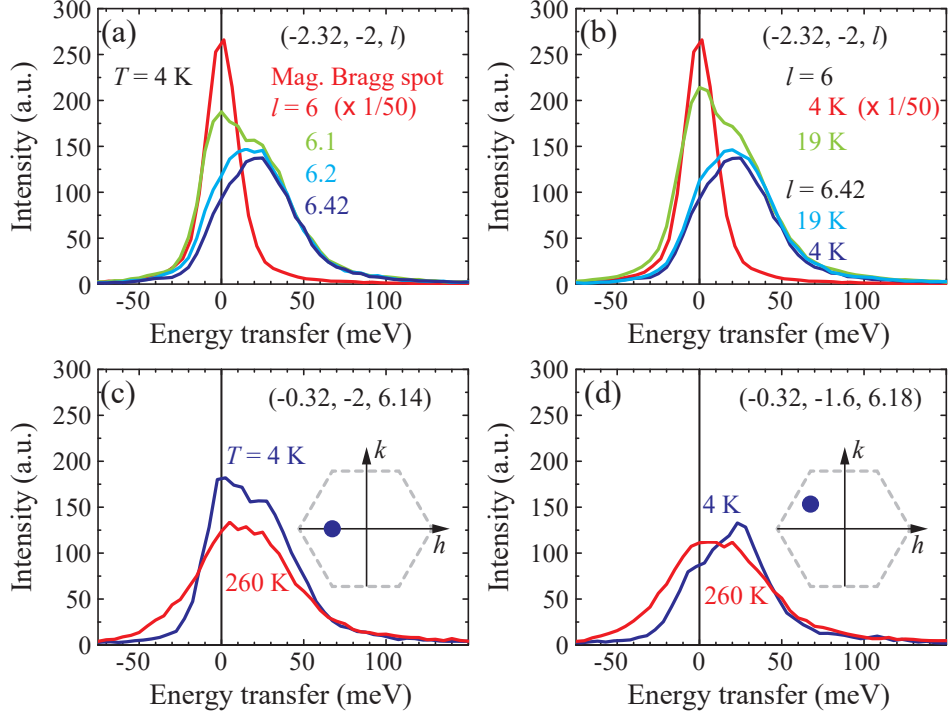 (a)
(-2.32, -2, l)
T = 4 K
Mag. Bragg spot
l = 6 (x 1/50)
6.1
6.2
6.42
300
250
200
150
100
50
0
-50 0 50 100
Intensity (a.u.)
Energy transfer (meV)
(b)
(-2.32, -2, l)
l = 6
4 K (x 1/50)
19 K
l = 6.42
19 K
4 K
300
250
200
150
100
50
0
-50 0 50 100
Intensity (a.u.)
Energy transfer (meV)
(c)
(-0.32, -2, 6.14)
T = 4 K
260 K
k
h
300
250
200
150
100
50
0
-50 0 50 100
Intensity (a.u.)
Energy transfer (meV)
(d)
(-0.32, -1.6, 6.18)
4 K
260 K
k
h
300
250
200
150
100
50
0
-50 0 50 100
Intensity (a.u.)
Energy transfer (meV)